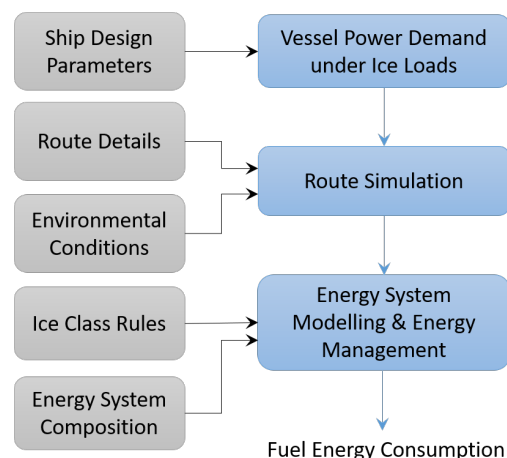 Ship Design
Parameters
Vessel Power Demand
under Ice Loads
Route Details
Route Simulation
Environmental
Conditions
Ice Class Rules
Energy System
Modelling & Energy
Management
Energy System
Composition
Fuel Energy Consumption